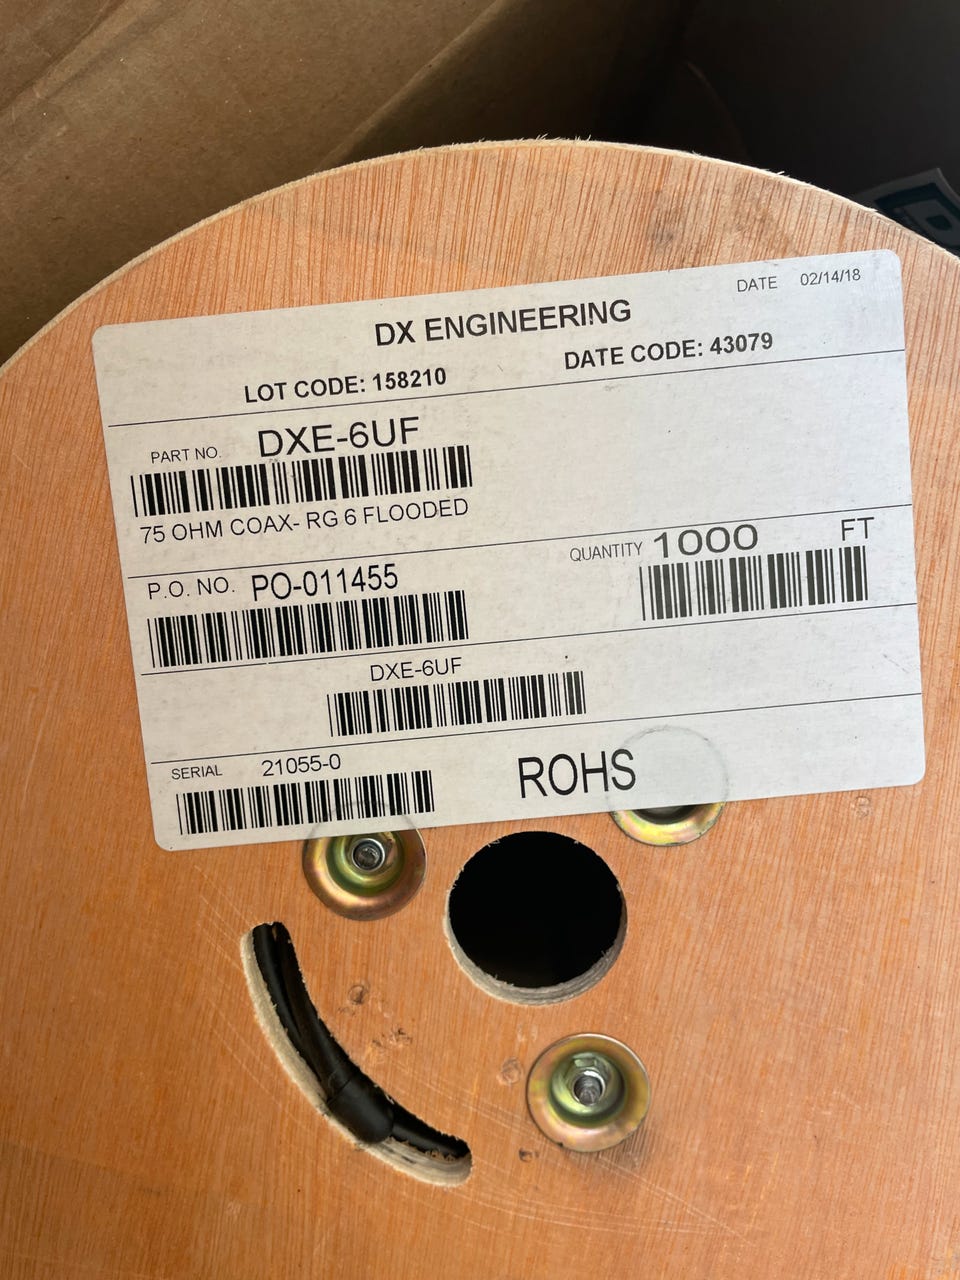 DX ENGINEERING
DATE 02/14/18
LOT CODE: 158210
DATE CODE: 43079
PART NO. DXE-6UF
75 OHM COAX- RG 6 FLOODED
P.O. NO. PO-011455
QUANTITY 1000 FT
DXE-6UF
SERIAL 21055-0
ROHS